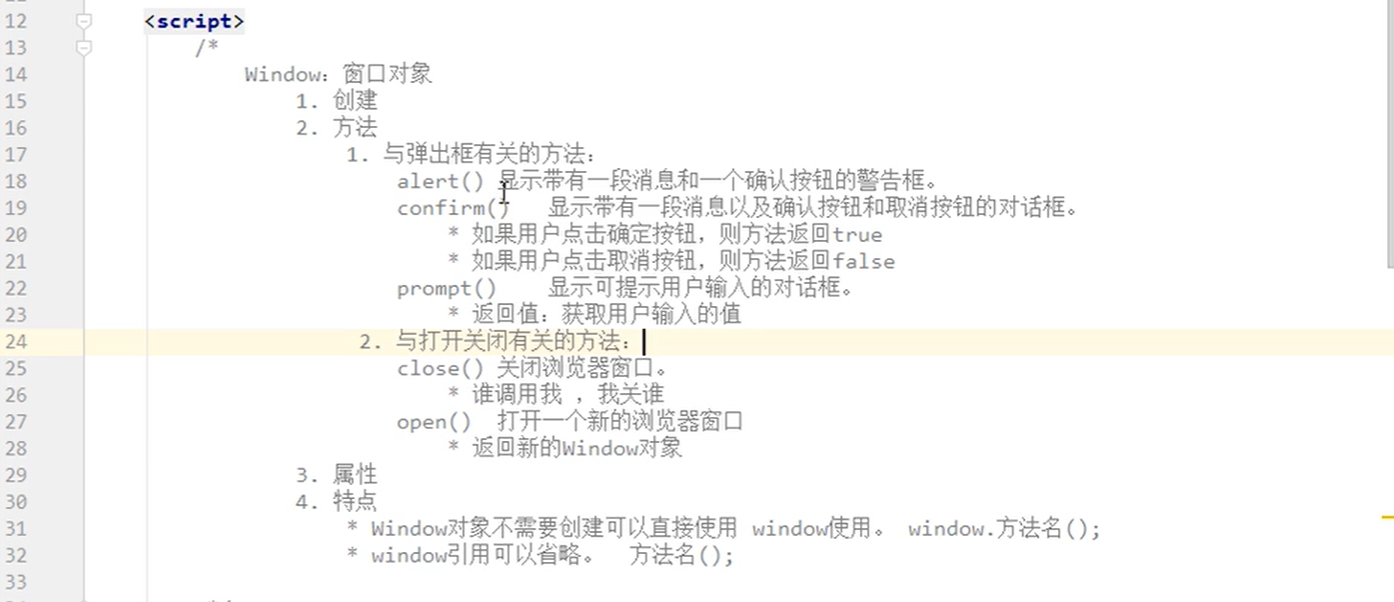 12 <script>
13 /*
14 Window：窗口对象
15 1. 创建
16 2. 方法
17 1. 与弹出框有关的方法：
18 alert() 显示带有一段消息和一个确认按钮的警告框。
19 confirm() 显示带有一段消息以及确认按钮和取消按钮的对话框。
20 * 如果用户点击确定按钮，则方法返回true
21 * 如果用户点击取消按钮，则方法返回false
22 prompt() 显示可提示用户输入的对话框。
23 * 返回值：获取用户输入的值
24 2. 与打开关闭有关的方法：
25 close() 关闭浏览器窗口。
26 * 谁调用我 ，我关谁
27 open() 打开一个新的浏览器窗口
28 * 返回新的Window对象
29 3. 属性
30 4. 特点
31 * Window对象不需要创建可以直接使用 window使用。 window.方法名();
32 * window引用可以省略。 方法名();
33